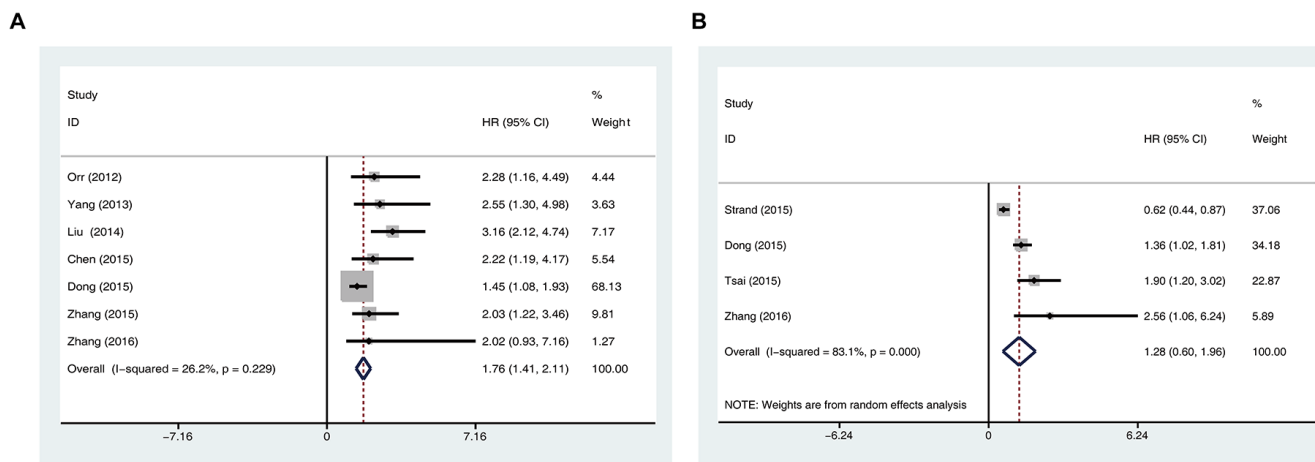 A
Study %
ID HR (95% CI) Weight
Orr (2012) 2.28 (1.16, 4.49) 4.44
Yang (2013) 2.55 (1.30, 4.98) 3.63
Liu (2014) 3.16 (2.12, 4.74) 7.17
Chen (2015) 2.22 (1.19, 4.17) 5.54
Dong (2015) 1.45 (1.08, 1.93) 68.13
Zhang (2015) 2.03 (1.22, 3.46) 9.81
Zhang (2016) 2.02 (0.93, 7.16) 1.27
Overall (I-squared = 26.2%, p = 0.229) 1.76 (1.41, 2.11) 100.00
−7.16 0 7.16
B
Study %
ID HR (95% CI) Weight
Strand (2015) 0.62 (0.44, 0.87) 37.06
Dong (2015) 1.36 (1.02, 1.81) 34.18
Tsai (2015) 1.90 (1.20, 3.02) 22.87
Zhang (2016) 2.56 (1.06, 6.24) 5.89
Overall (I-squared = 83.1%, p = 0.000) 1.28 (0.60, 1.96) 100.00
NOTE: Weights are from random effects analysis
−6.24 0 6.24